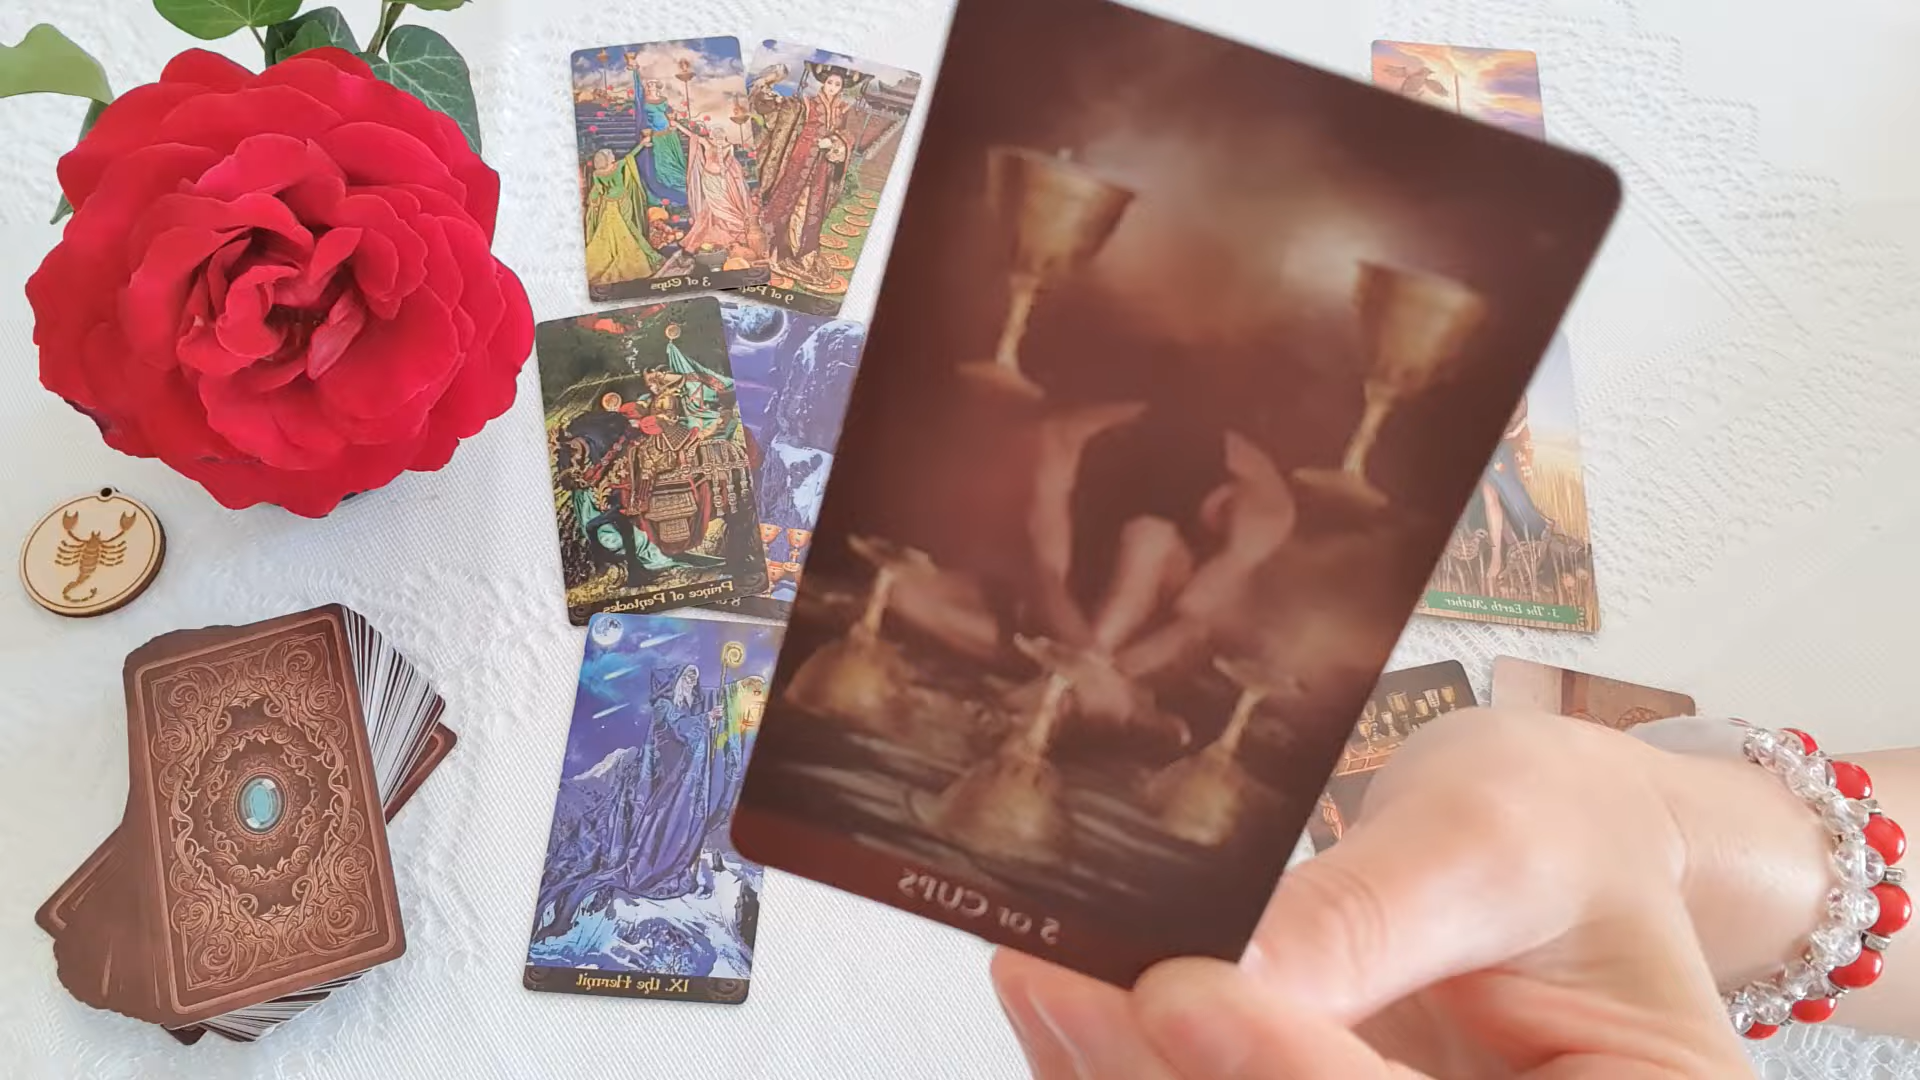 3 of Cups
9 of Pe
Prince of Pentacles
8
3 - The Earth Mother
5 OF CUPS
IX. the Hermit